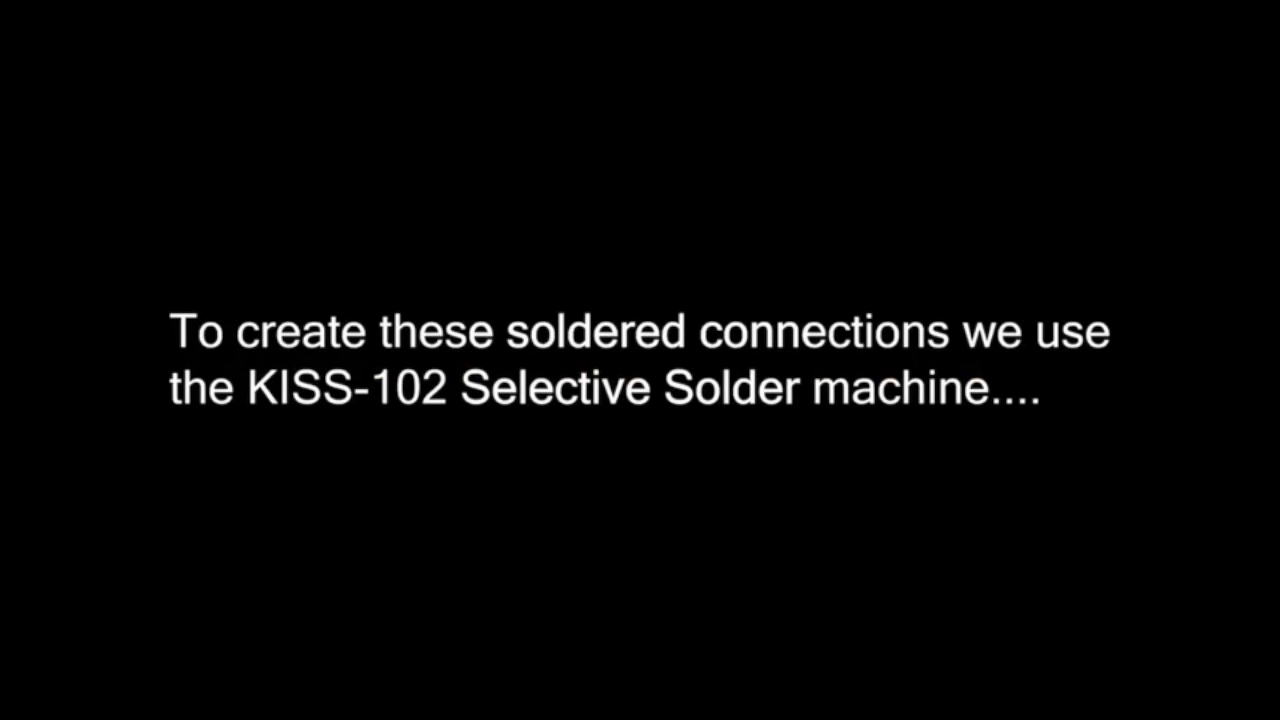 To create these soldered connections we use
the KISS-102 Selective Solder machine....